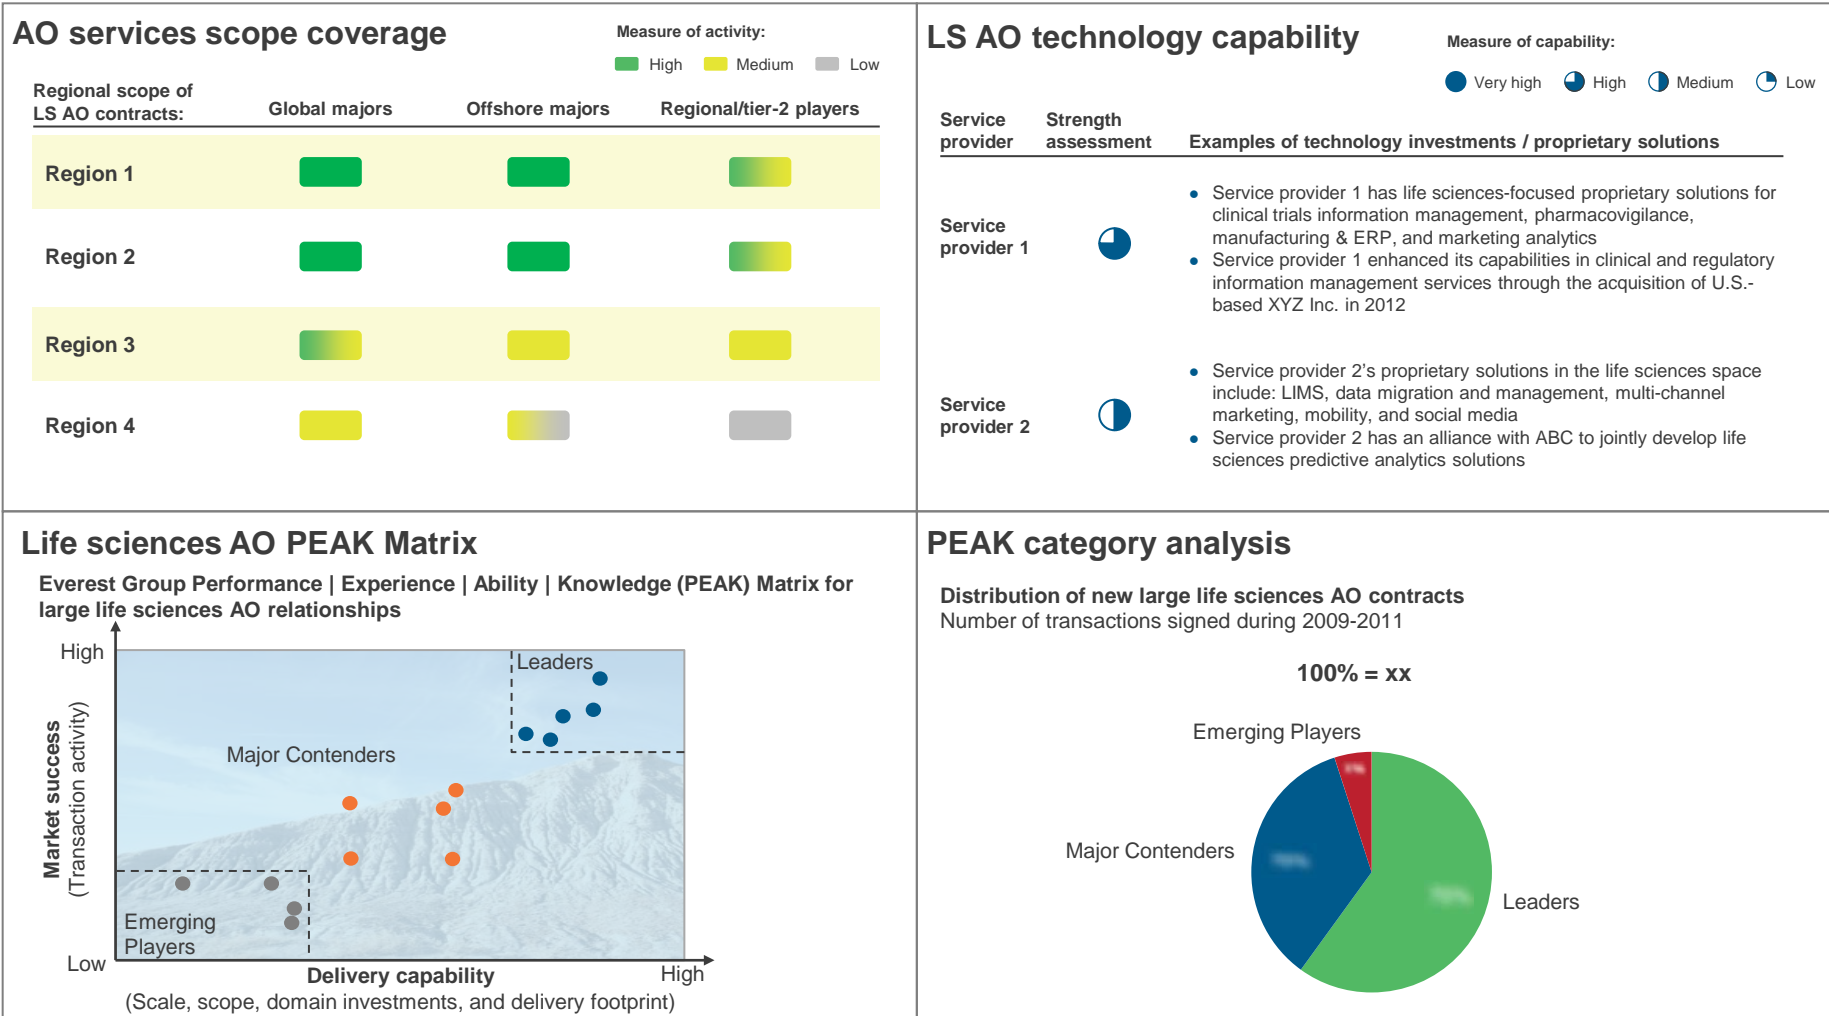 AO services scope coverage
Measure of activity:
High Medium Low
Regional scope of
LS AO contracts:
Global majors Offshore majors Regional/tier-2 players
Region 1
Region 2
Region 3
Region 4
LS AO technology capability
Measure of capability:
Very high High Medium Low
Service
provider
Strength
assessment
Examples of technology investments / proprietary solutions
Service
provider 1
● Service provider 1 has life sciences-focused proprietary solutions for
clinical trials information management, pharmacovigilance,
manufacturing & ERP, and marketing analytics
● Service provider 1 enhanced its capabilities in clinical and regulatory
information management services through the acquisition of U.S.-
based XYZ Inc. in 2012
Service
provider 2
● Service provider 2’s proprietary solutions in the life sciences space
include: LIMS, data migration and management, multi-channel
marketing, mobility, and social media
● Service provider 2 has an alliance with ABC to jointly develop life
sciences predictive analytics solutions
Life sciences AO PEAK Matrix
Everest Group Performance | Experience | Ability | Knowledge (PEAK) Matrix for
large life sciences AO relationships
High
Leaders
Major Contenders
Market success
(Transaction activity)
Emerging
Players
Low
Delivery capability
High
(Scale, scope, domain investments, and delivery footprint)
PEAK category analysis
Distribution of new large life sciences AO contracts
Number of transactions signed during 2009-2011
100% = xx
Emerging Players
Major Contenders
Leaders